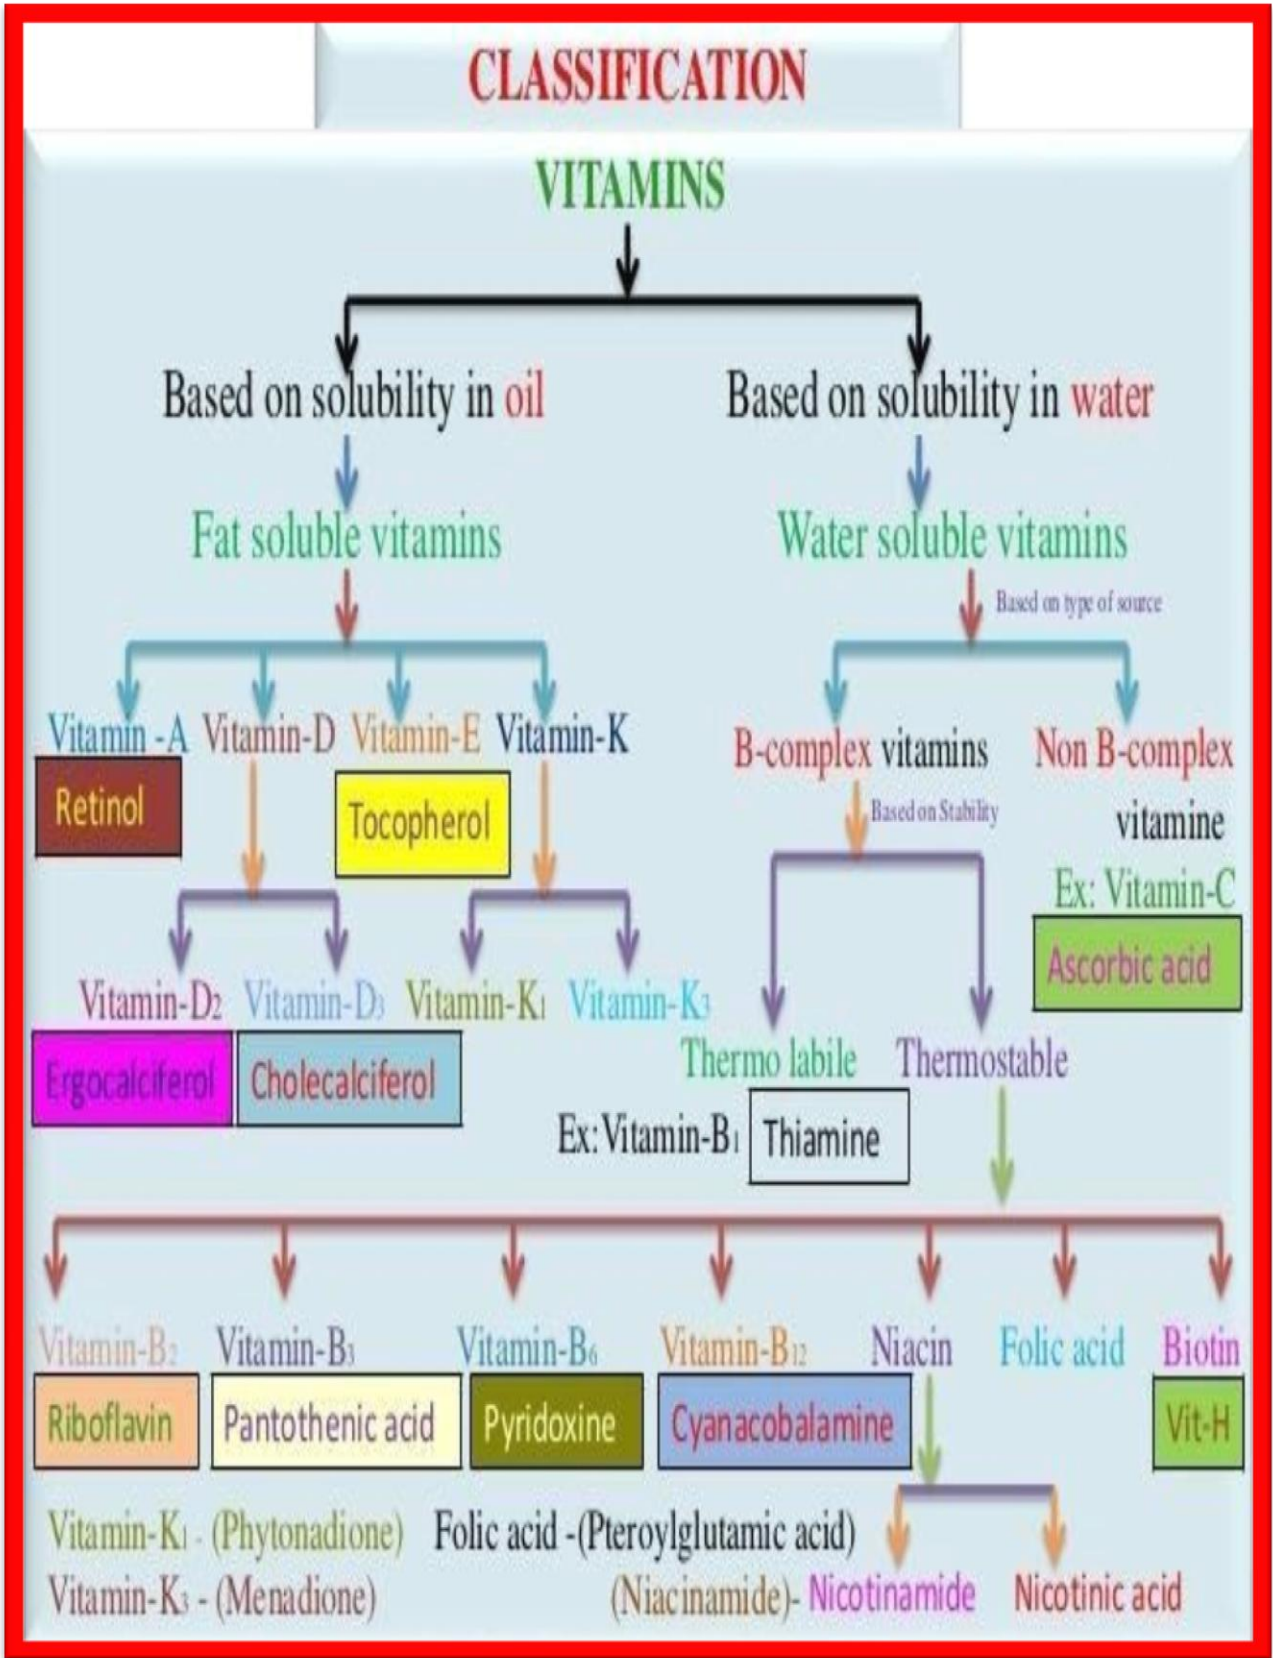 CLASSIFICATION
VITAMINS
Based on solubility in oil
Based on solubility in water
Fat soluble vitamins
Water soluble vitamins
Based on type of source
Vitamin -A Vitamin-D Vitamin-E Vitamin-K
Retinol
Tocopherol
B-complex vitamins
Non B-complex
vitamine
Based on Stability
Ex: Vitamin-C
Ascorbic acid
Vitamin-D2 Vitamin-D3 Vitamin-K1 Vitamin-K3
Ergocalciferol
Cholecalciferol
Thermo labile
Thermostable
Ex: Vitamin-B1
Thiamine
Vitamin-B2 Vitamin-B3 Vitamin-B6 Vitamin-B12 Niacin Folic acid Biotin
Riboflavin
Pantothenic acid
Pyridoxine
Cyanacobalamine
Vit-H
Vitamin-K1 - (Phytonadione) Folic acid -(Pteroylglutamic acid)
Vitamin-K3 - (Menadione)
(Niacinamide)- Nicotinamide
Nicotinic acid